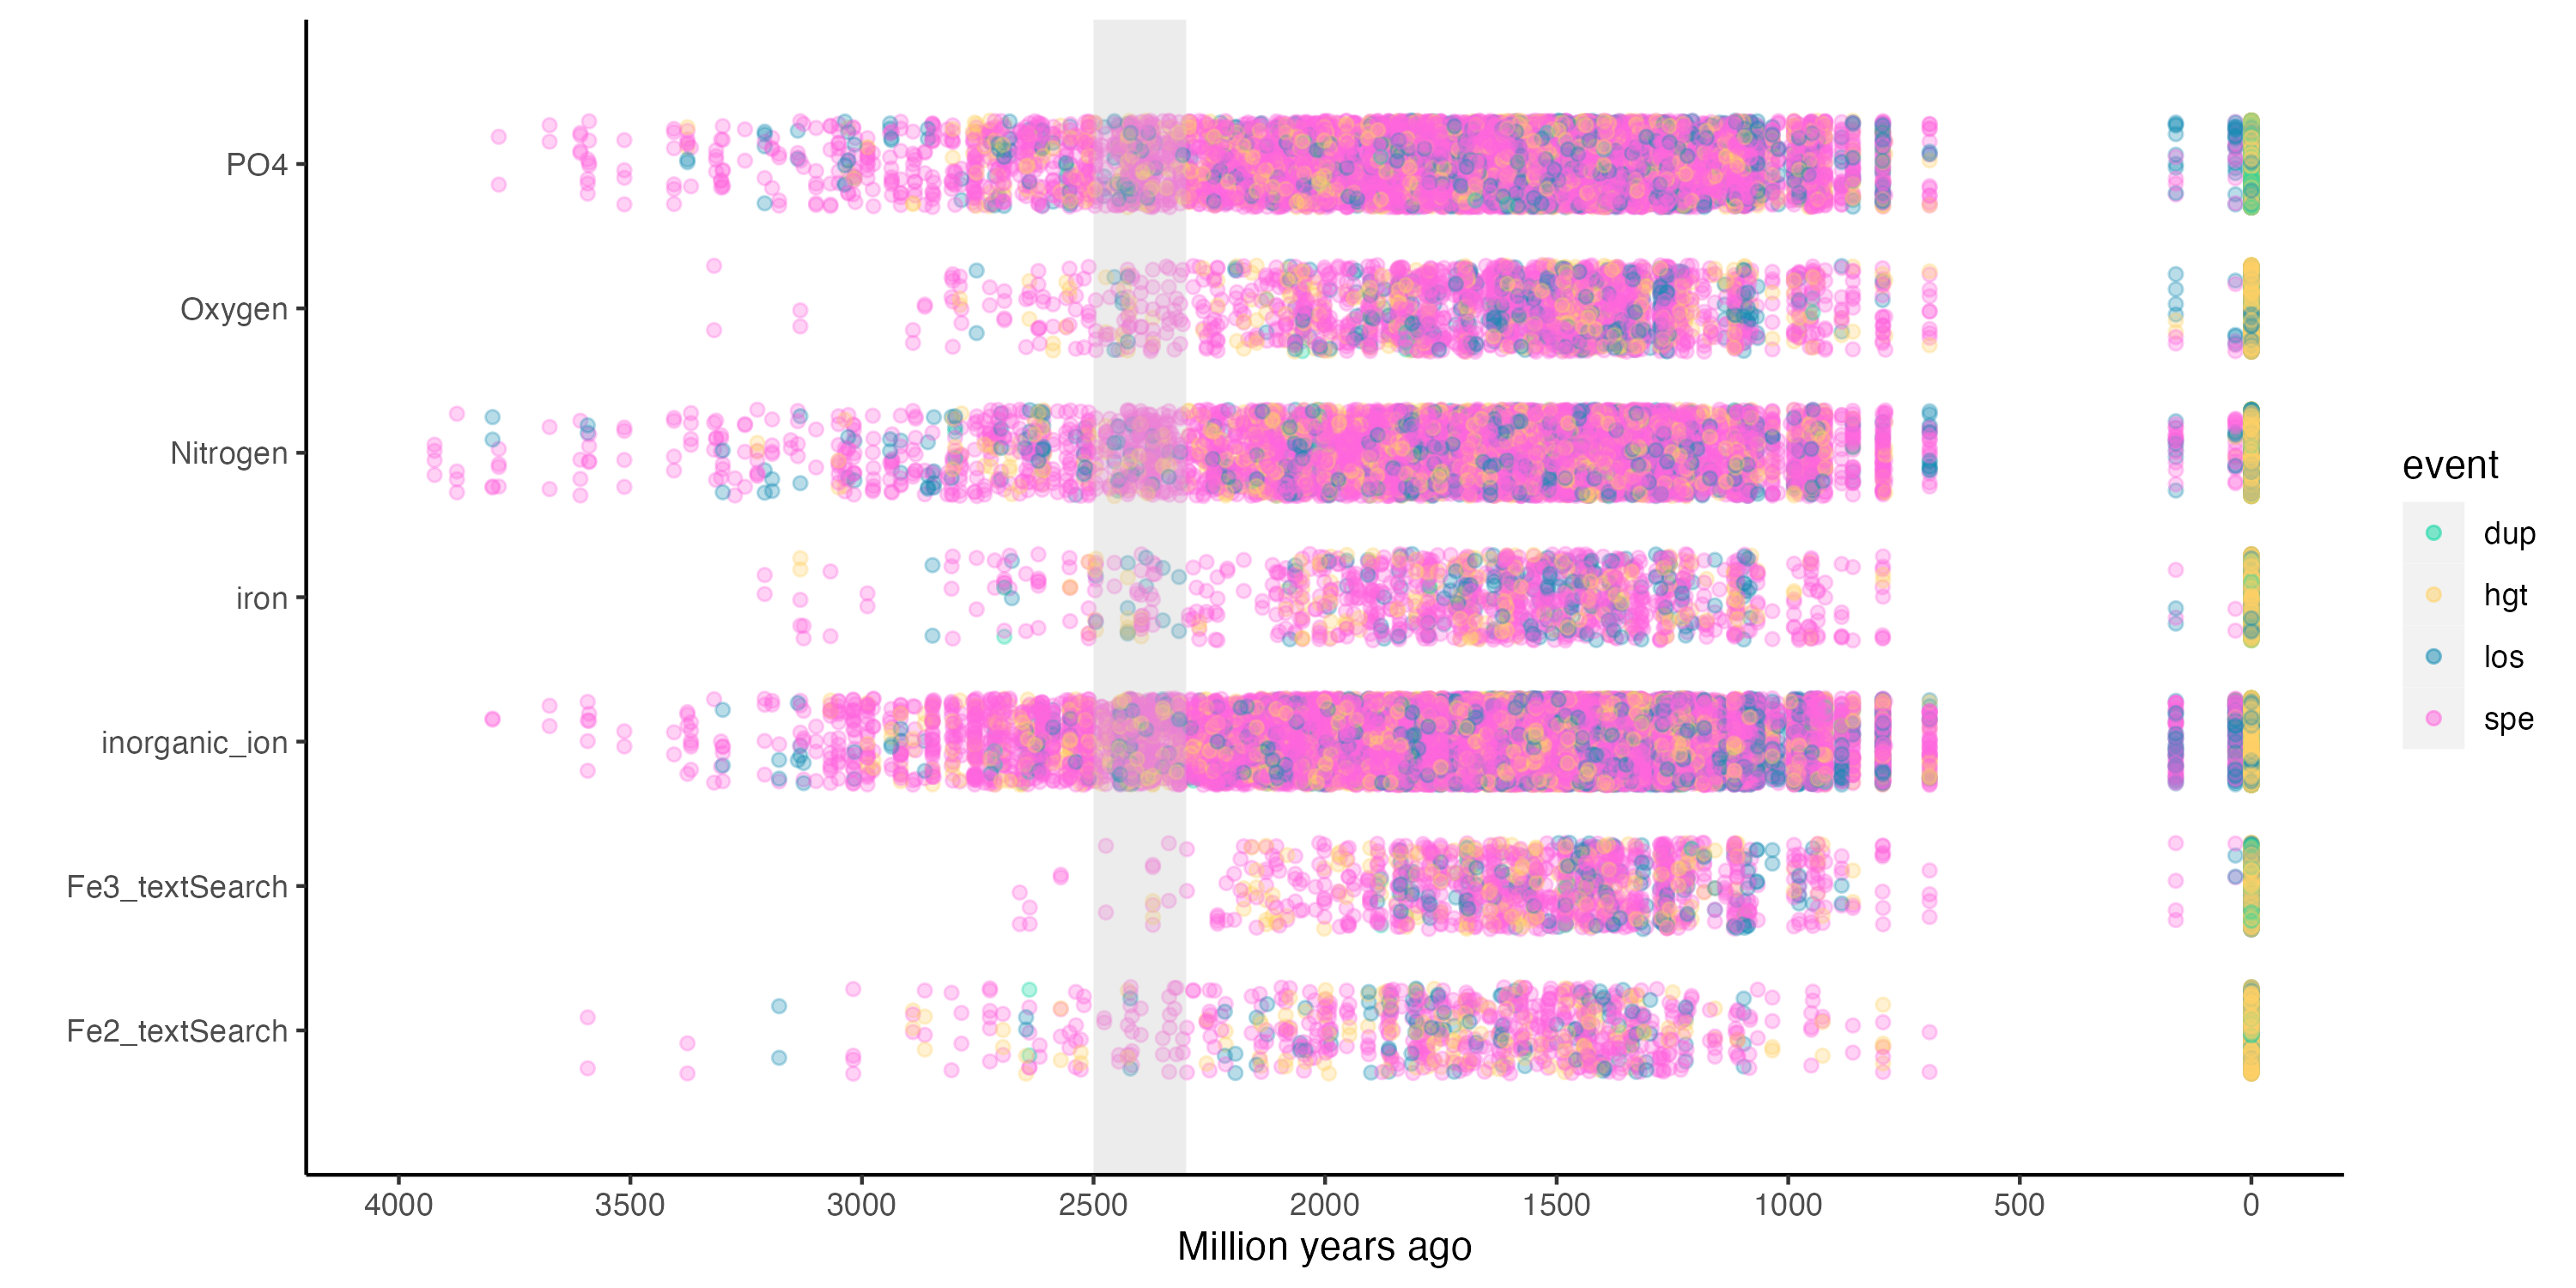 PO4
Oxygen
Nitrogen
iron
inorganic_ion
Fe3_textSearch
Fe2_textSearch
4000 3500 3000 2500 2000 1500 1000 500 0
Million years ago
event
dup
hgt
los
spe